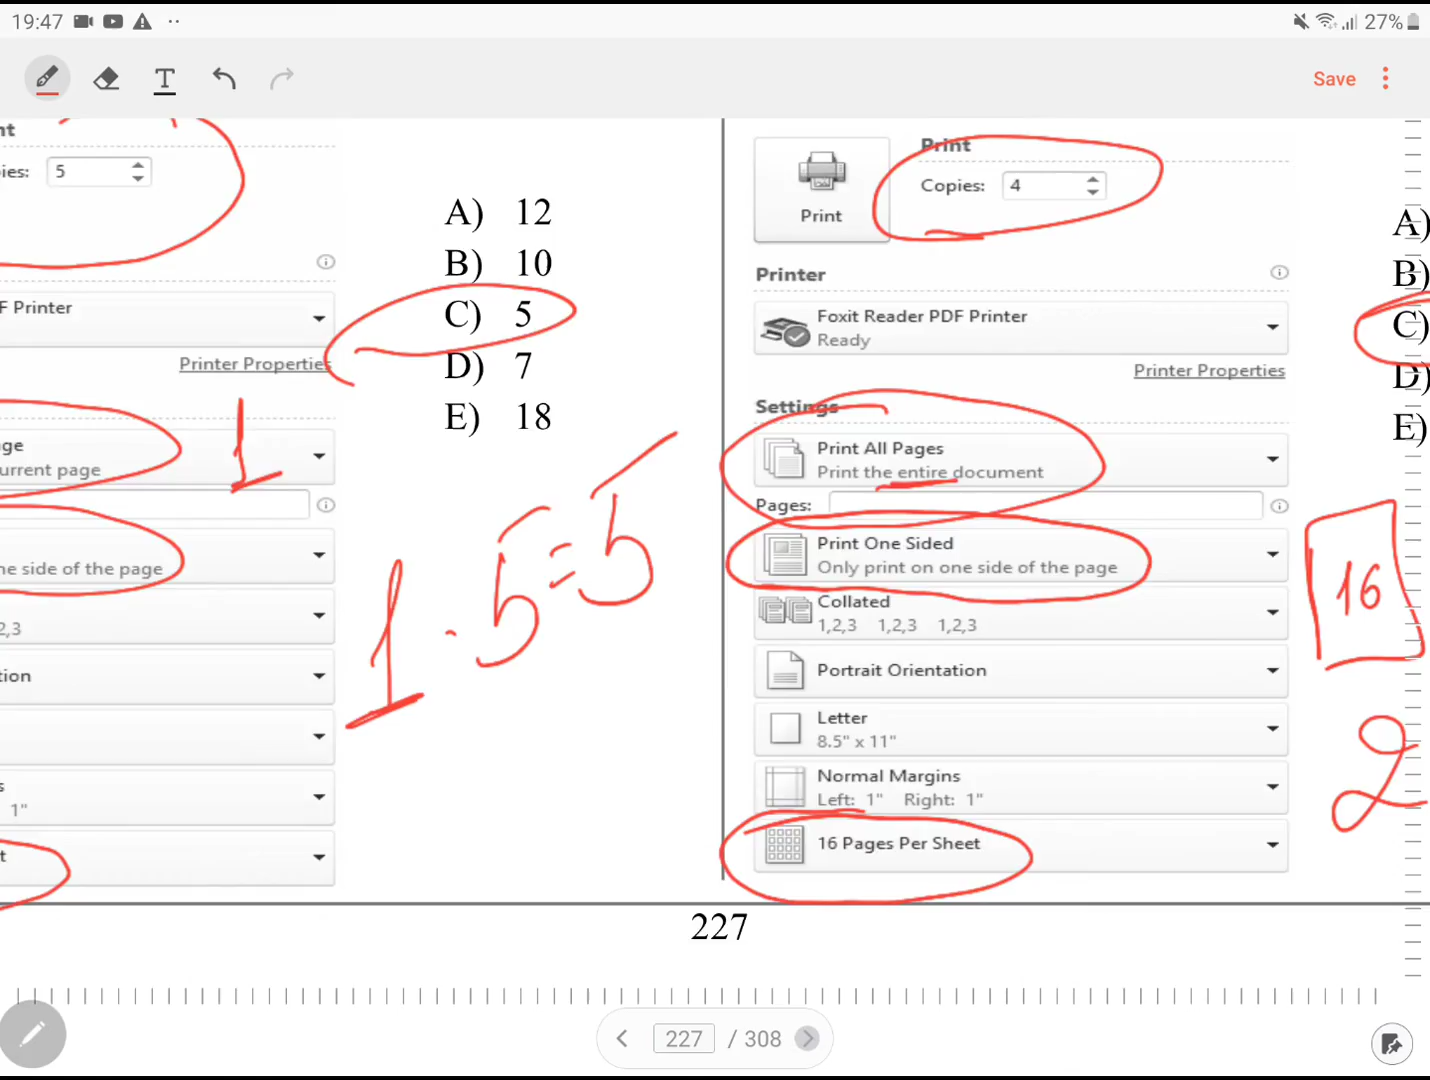 19:47
27%
T
Save
nt
ies: 5
F Printer
Printer Properties
ge
urrent page
1
ne side of the page
2,3
tion
s
1"
t
A) 12
B) 10
C) 5
D) 7
E) 18
1 · 5 = 5
Print
Print
Copies: 4
Printer
Foxit Reader PDF Printer
Ready
Printer Properties
Settings
Print All Pages
Print the entire document
Pages:
Print One Sided
Only print on one side of the page
Collated
1,2,3 1,2,3 1,2,3
Portrait Orientation
Letter
8.5" x 11"
Normal Margins
Left: 1" Right: 1"
16 Pages Per Sheet
A)
B)
C)
D)
E)
16
2
227
227 / 308